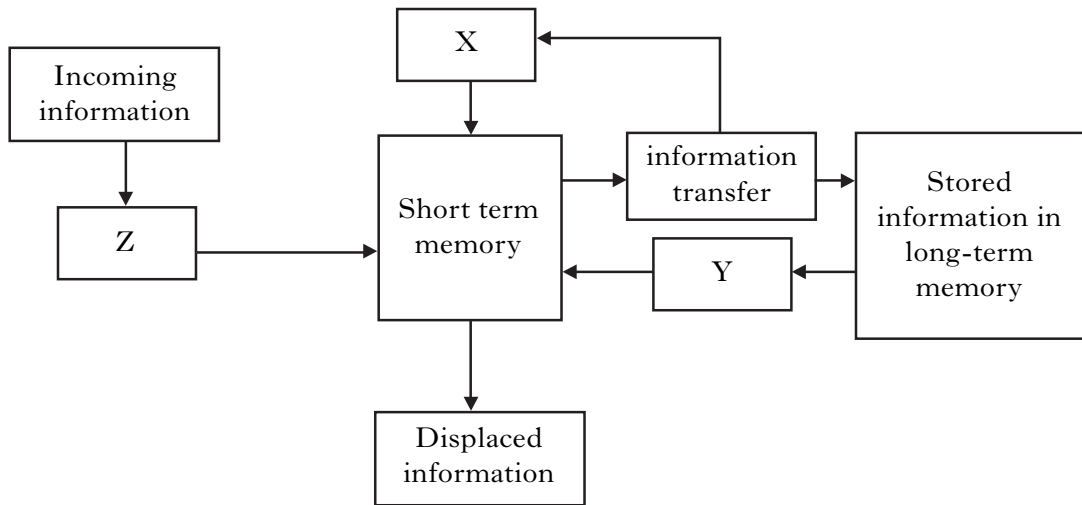 X
Incoming
information
information
transfer
Stored
information in
long-term
memory
Short term
memory
Z
Y
Displaced
information